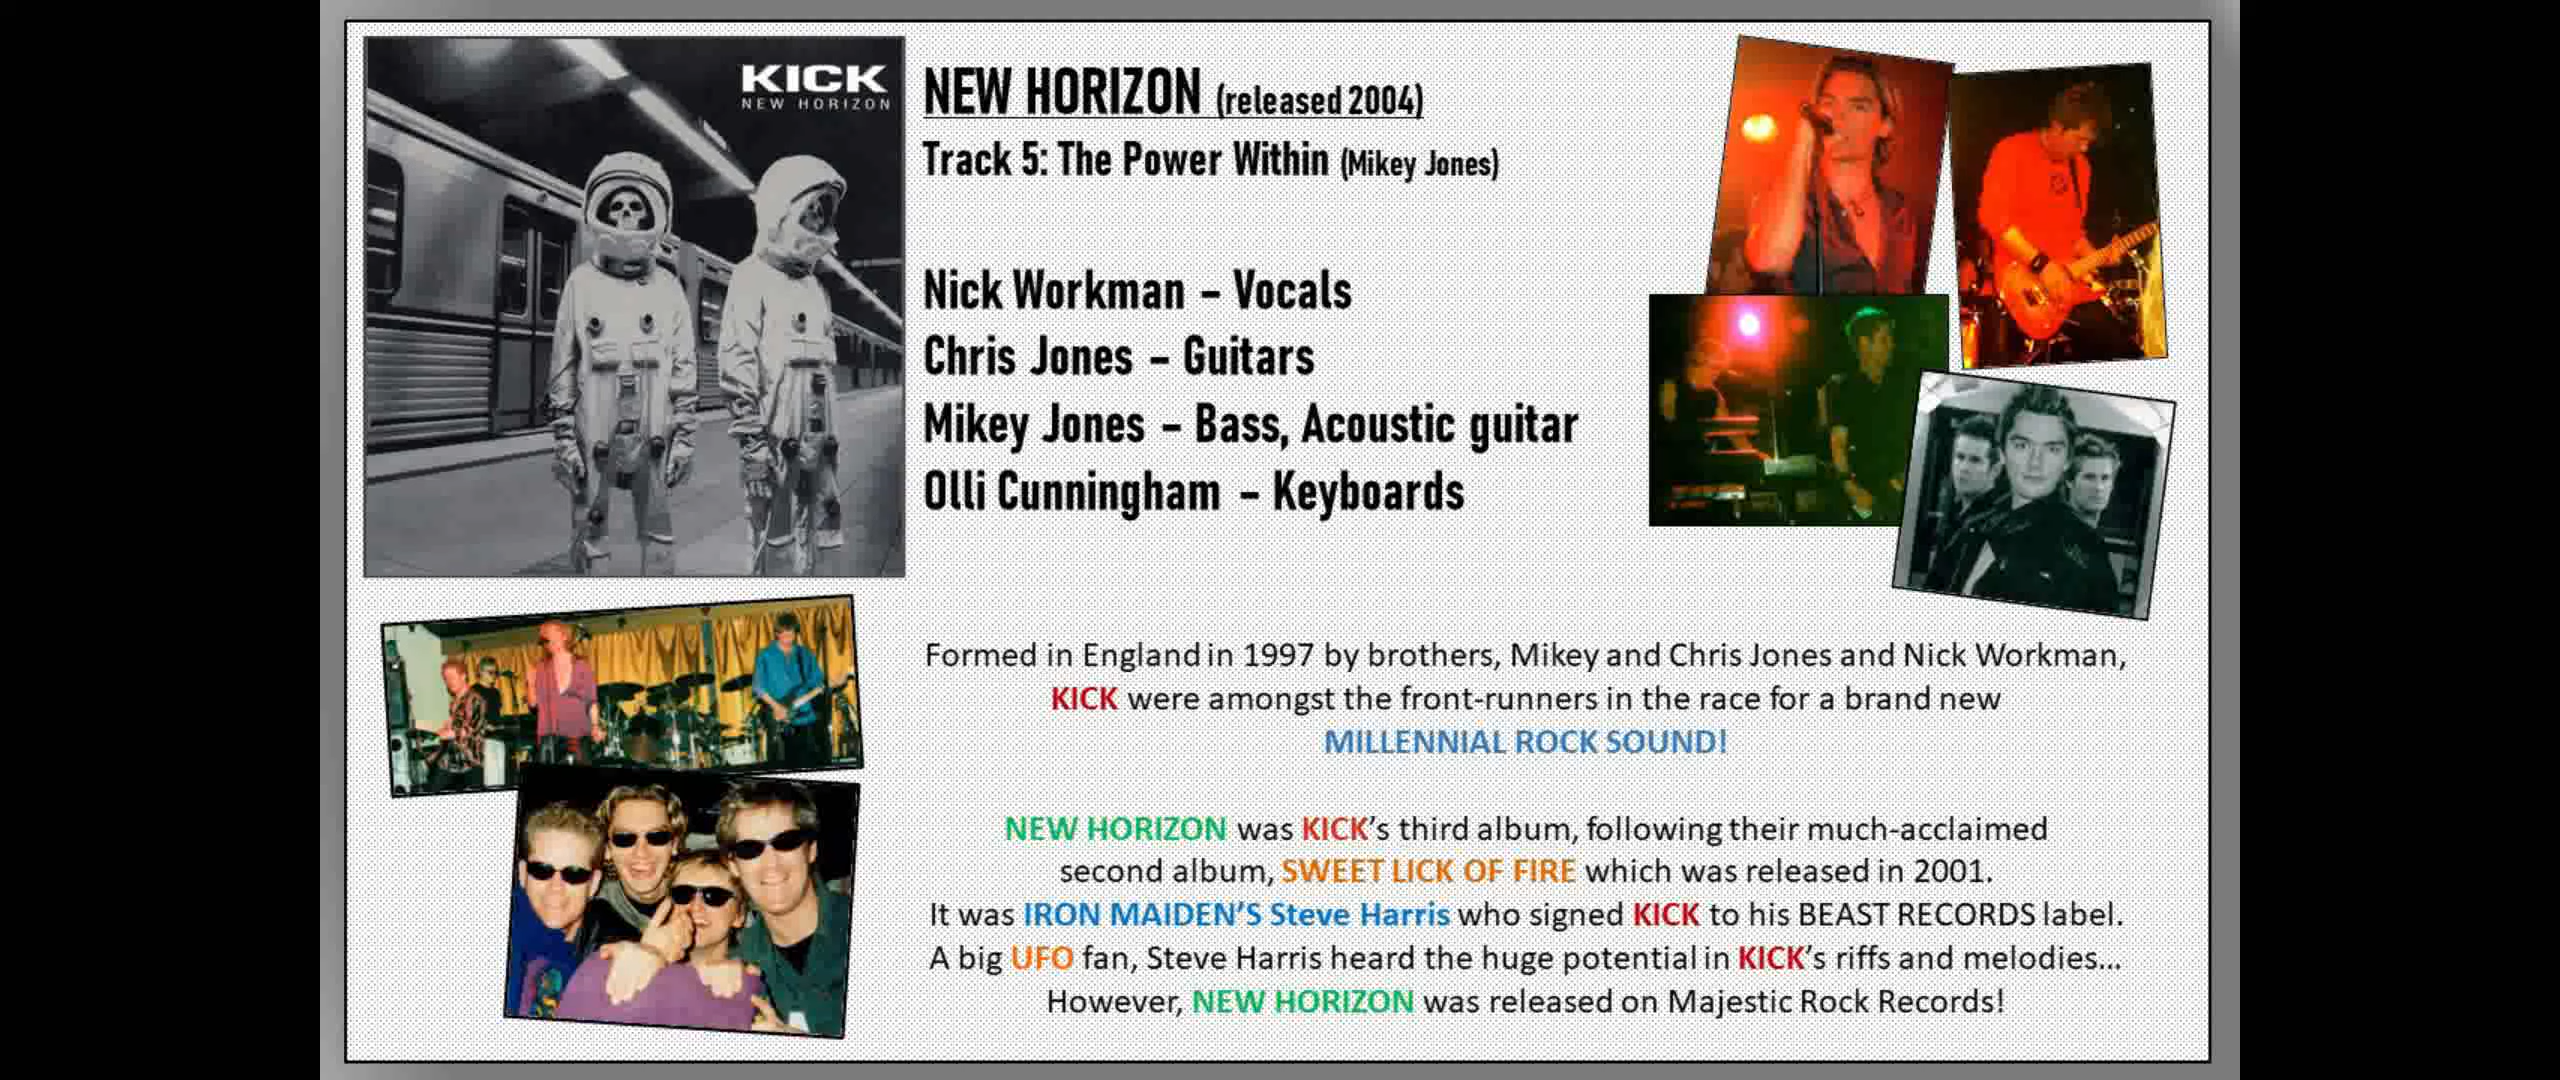 KICK
NEW HORIZON
NEW HORIZON (released 2004)
Track 5: The Power Within (Mikey Jones)
Nick Workman – Vocals
Chris Jones – Guitars
Mikey Jones – Bass, Acoustic guitar
Olli Cunningham – Keyboards
Formed in England in 1997 by brothers, Mikey and Chris Jones and Nick Workman,
KICK were amongst the front-runners in the race for a brand new
MILLENNIAL ROCK SOUND!
NEW HORIZON was KICK’s third album, following their much-acclaimed
second album, SWEET LICK OF FIRE which was released in 2001.
It was IRON MAIDEN’S Steve Harris who signed KICK to his BEAST RECORDS label.
A big UFO fan, Steve Harris heard the huge potential in KICK’s riffs and melodies...
However, NEW HORIZON was released on Majestic Rock Records!